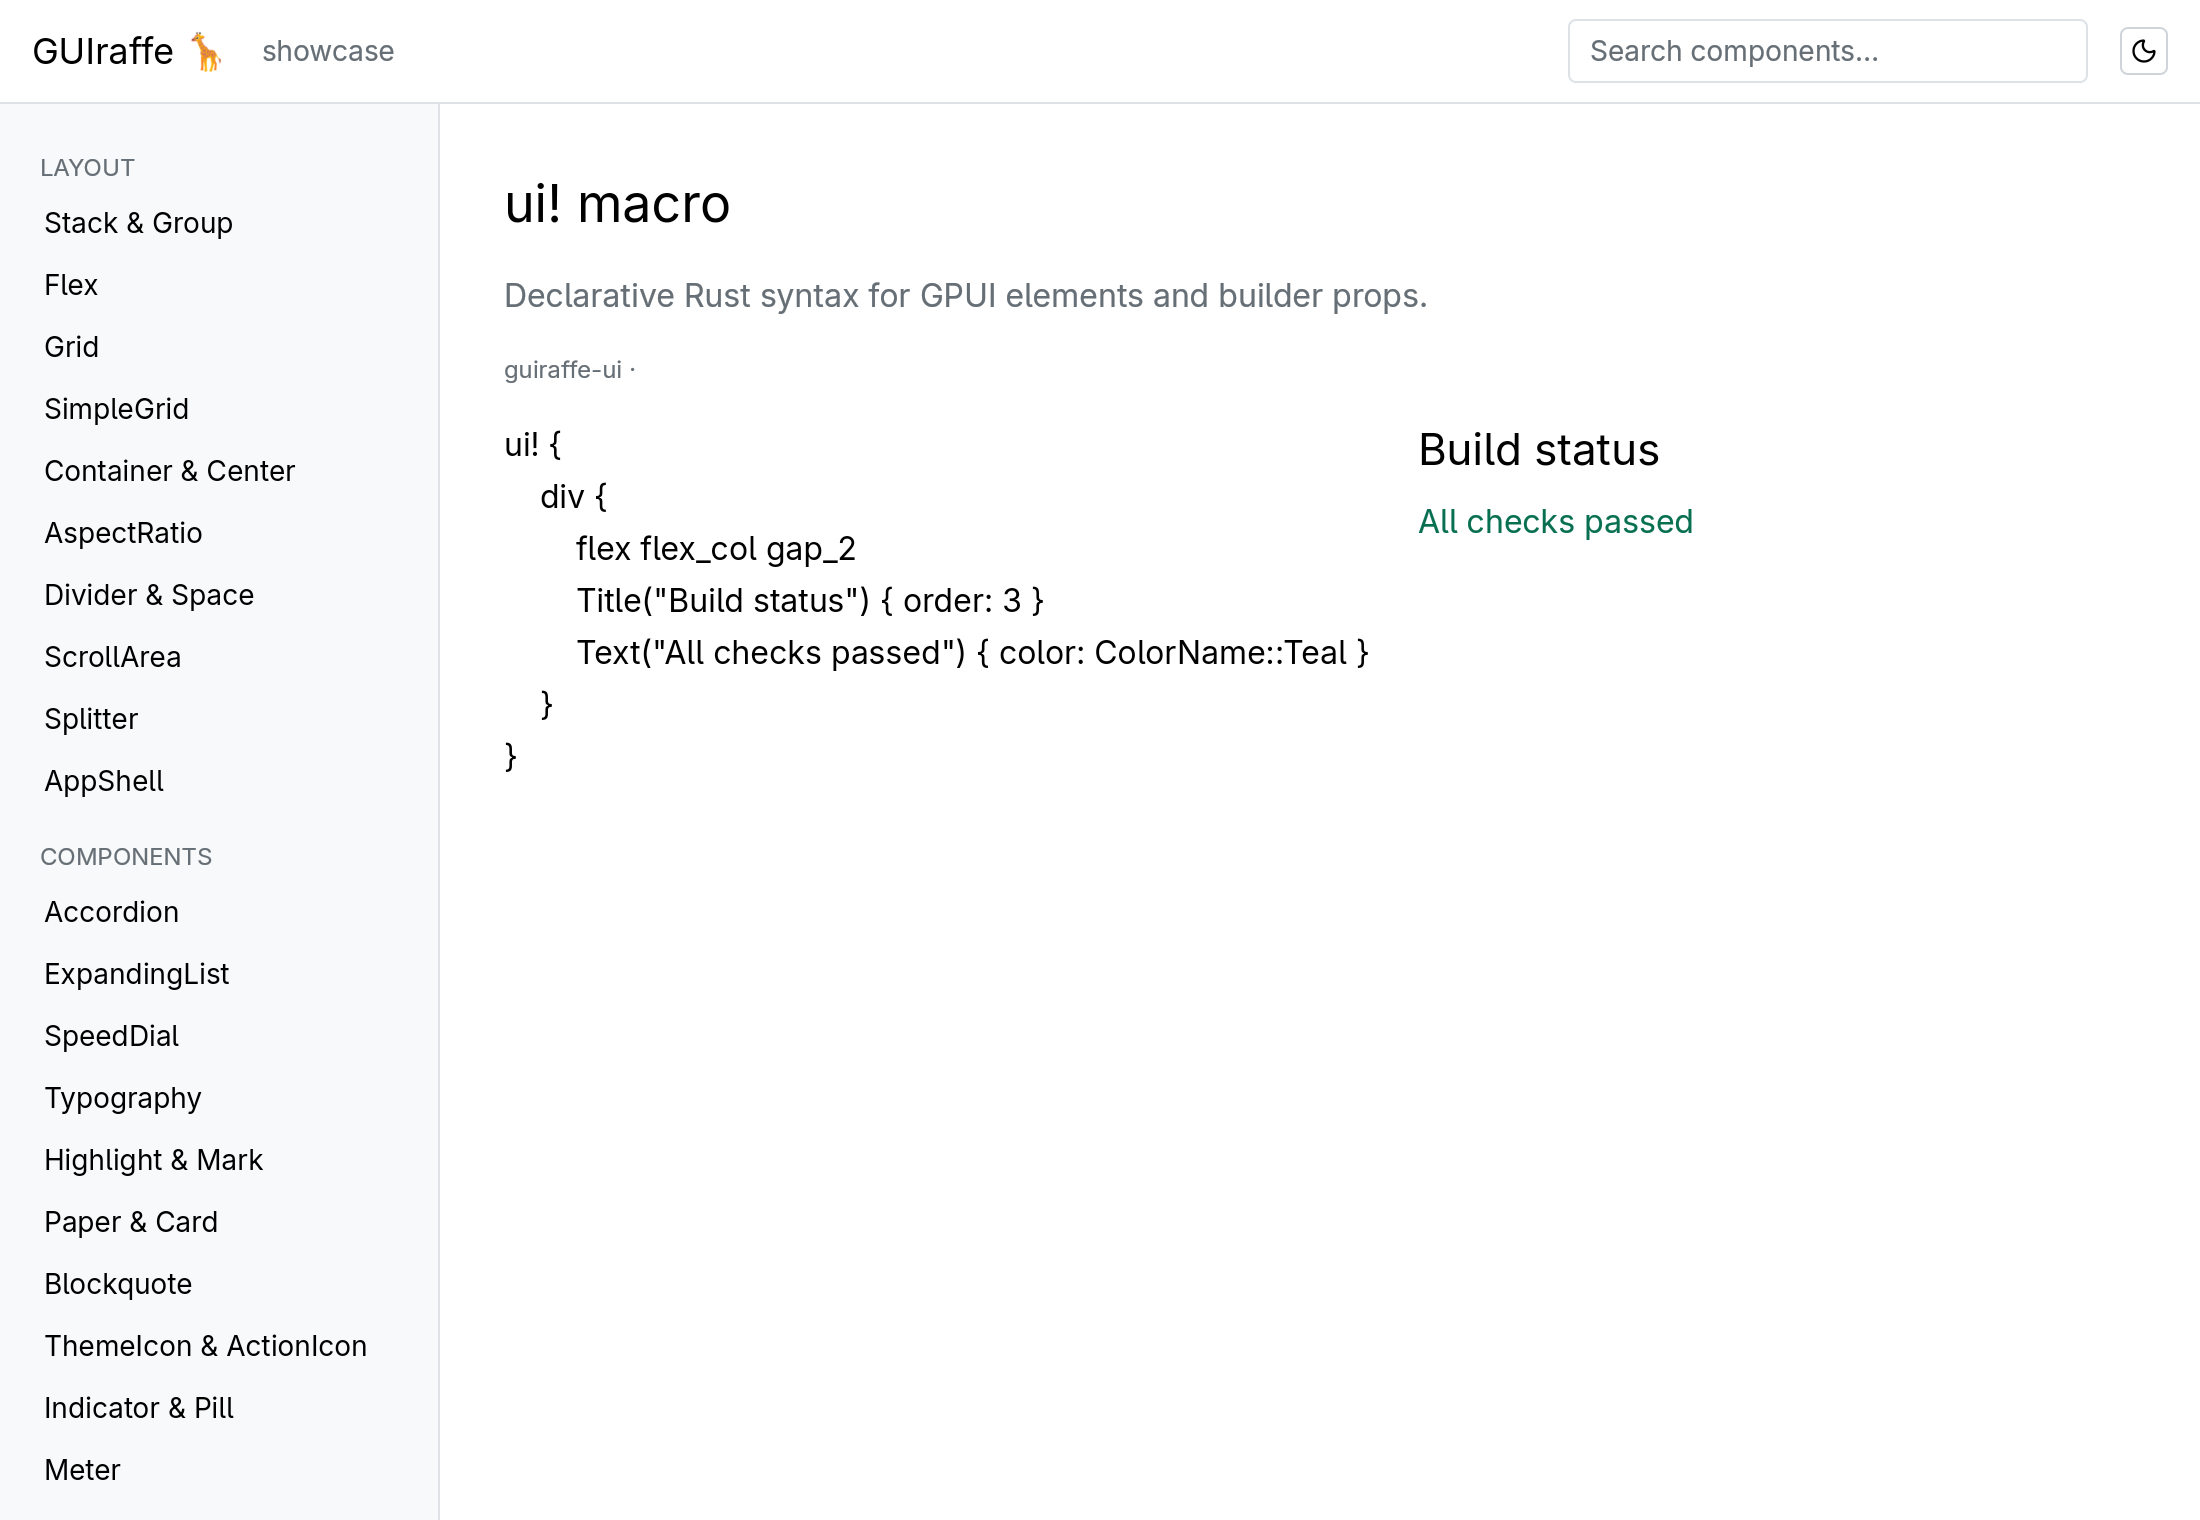 GUIraffe 🦒 showcase Search components...
LAYOUT
Stack & Group
Flex
Grid
SimpleGrid
Container & Center
AspectRatio
Divider & Space
ScrollArea
Splitter
AppShell
COMPONENTS
Accordion
ExpandingList
SpeedDial
Typography
Highlight & Mark
Paper & Card
Blockquote
ThemeIcon & ActionIcon
Indicator & Pill
Meter
ui! macro
Declarative Rust syntax for GPUI elements and builder props.
guiraffe-ui ·
ui! {
    div {
        flex flex_col gap_2
        Title("Build status") { order: 3 }
        Text("All checks passed") { color: ColorName::Teal }
    }
}
Build status
All checks passed